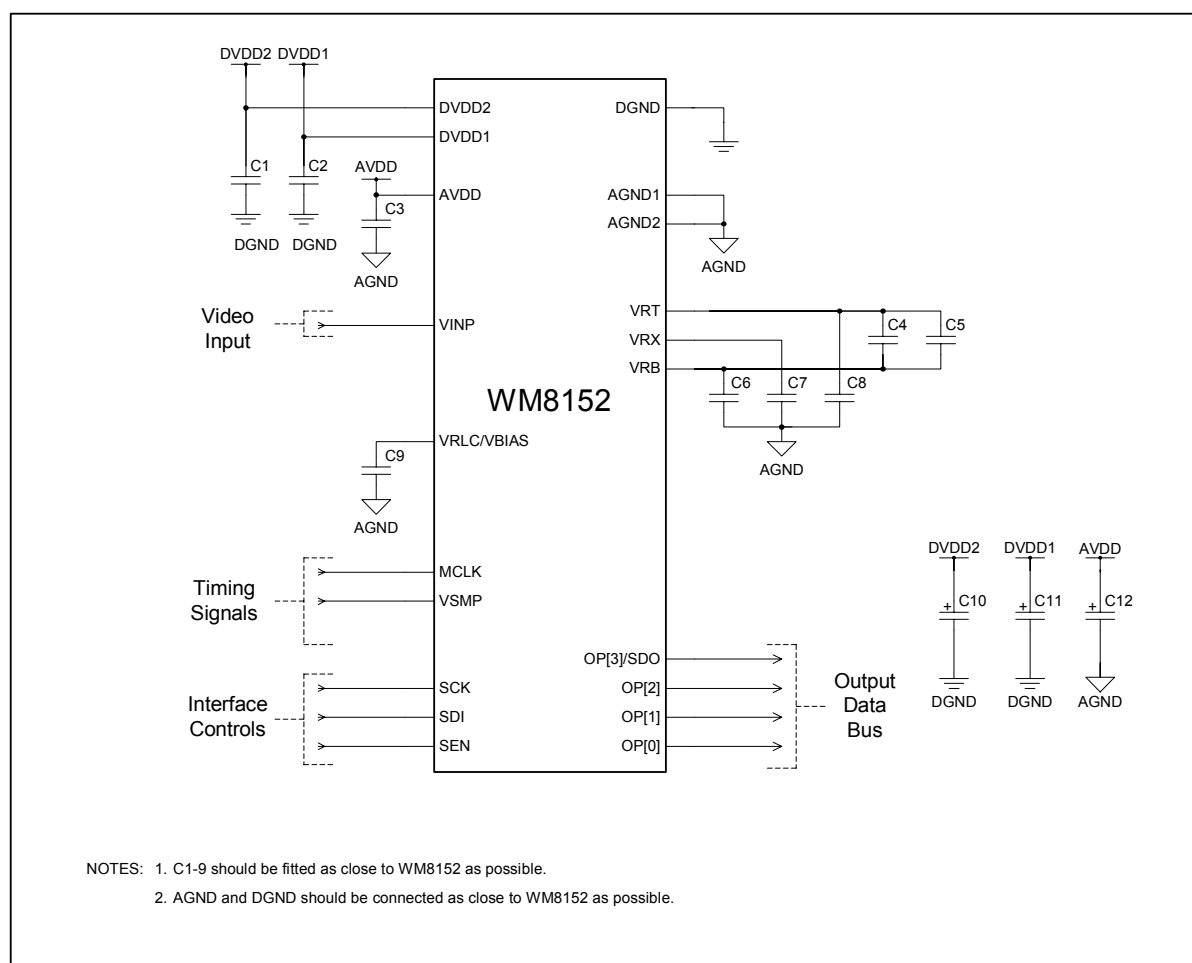 DVDD2 DVDD1
DVDD2
DGND
DVDD1
C1
C2
AVDD
AVDD
AGND1
C3
AGND2
DGND
DGND
AGND
AGND
Video
Input
VINP
VRT
C4
C5
VRX
VRB
C6
C7
C8
WM8152
VRLC/VBIAS
C9
AGND
AGND
DVDD2
DVDD1
AVDD
Timing
Signals
MCLK
VSMP
C10
C11
C12
+
+
+
OP[3]/SDO
Interface
Controls
SCK
SDI
SEN
OP[2]
OP[1]
OP[0]
Output
Data
Bus
DGND
DGND
AGND
NOTES: 1. C1-9 should be fitted as close to WM8152 as possible.
2. AGND and DGND should be connected as close to WM8152 as possible.